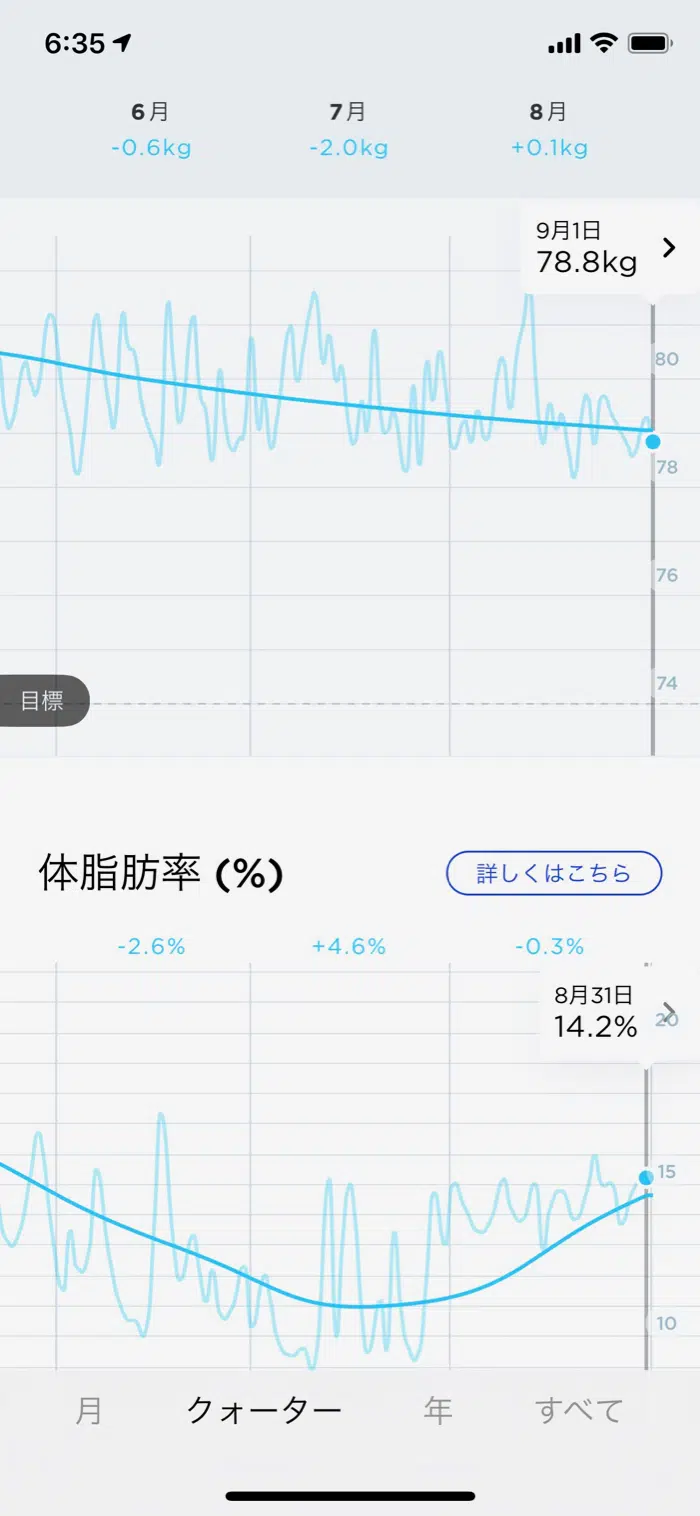 6:35
6月 7月 8月
-0.6kg -2.0kg +0.1kg
9月1日
78.8kg
80
78
76
74
目標
体脂肪率 (%)
詳しくはこちら
-2.6% +4.6% -0.3%
8月31日
14.2%
20
15
10
月 クォーター 年 すべて